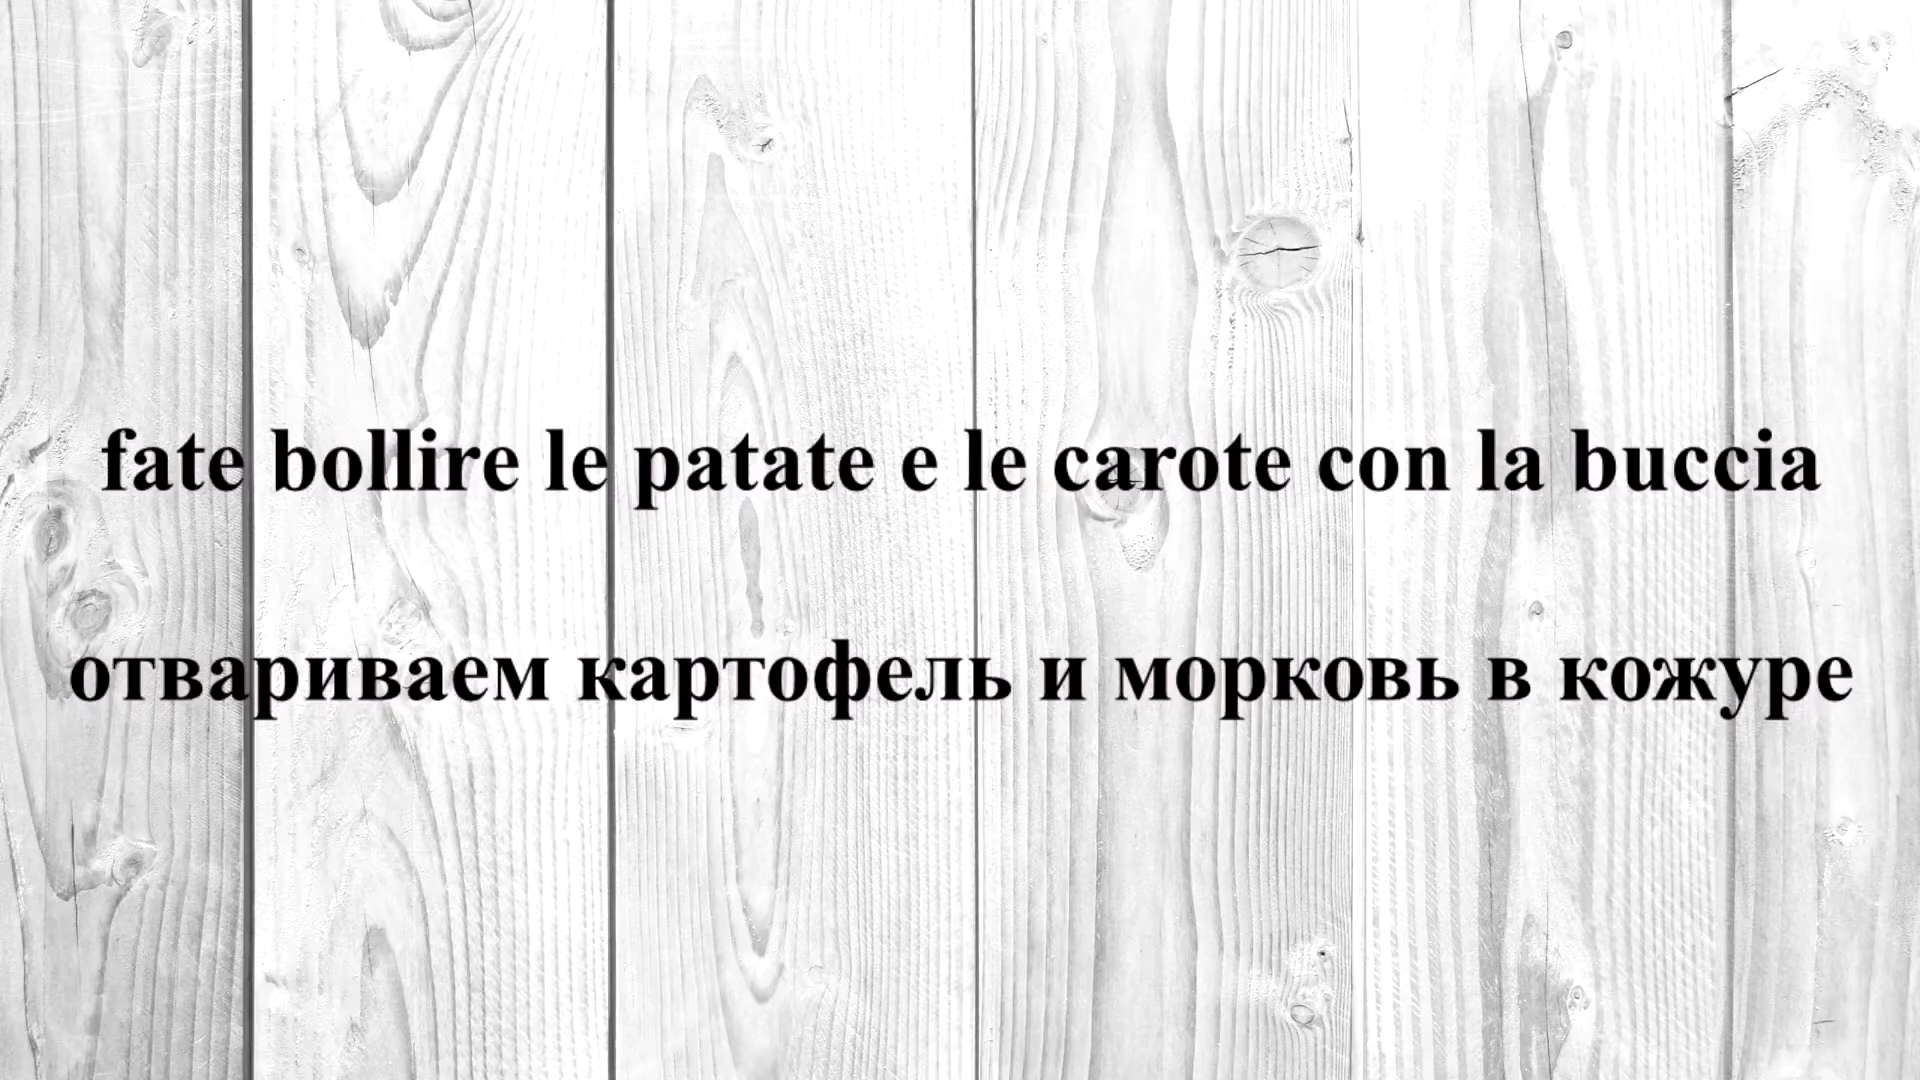 fate bollire le patate e le carote con la buccia
отвариваем картофель и морковь в кожуре